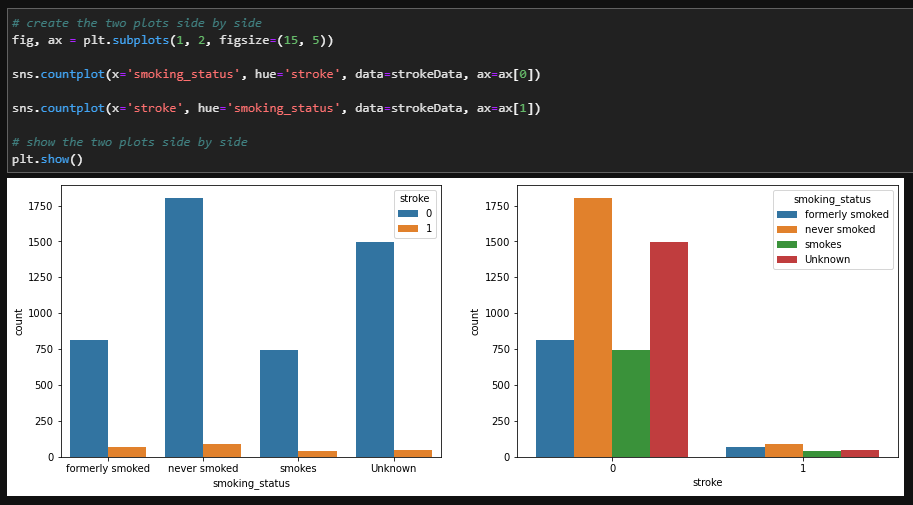 # create the two plots side by side
fig, ax = plt.subplots(1, 2, figsize=(15, 5))
sns.countplot(x='smoking_status', hue='stroke', data=strokeData, ax=ax[0])
sns.countplot(x='stroke', hue='smoking_status', data=strokeData, ax=ax[1])
# show the two plots side by side
plt.show()
stroke
0
1
1750
1500
1250
1000
750
500
250
0
count
formerly smoked
never smoked
smokes
Unknown
smoking_status
smoking_status
formerly smoked
never smoked
smokes
Unknown
1750
1500
1250
1000
750
500
250
0
count
0
1
stroke